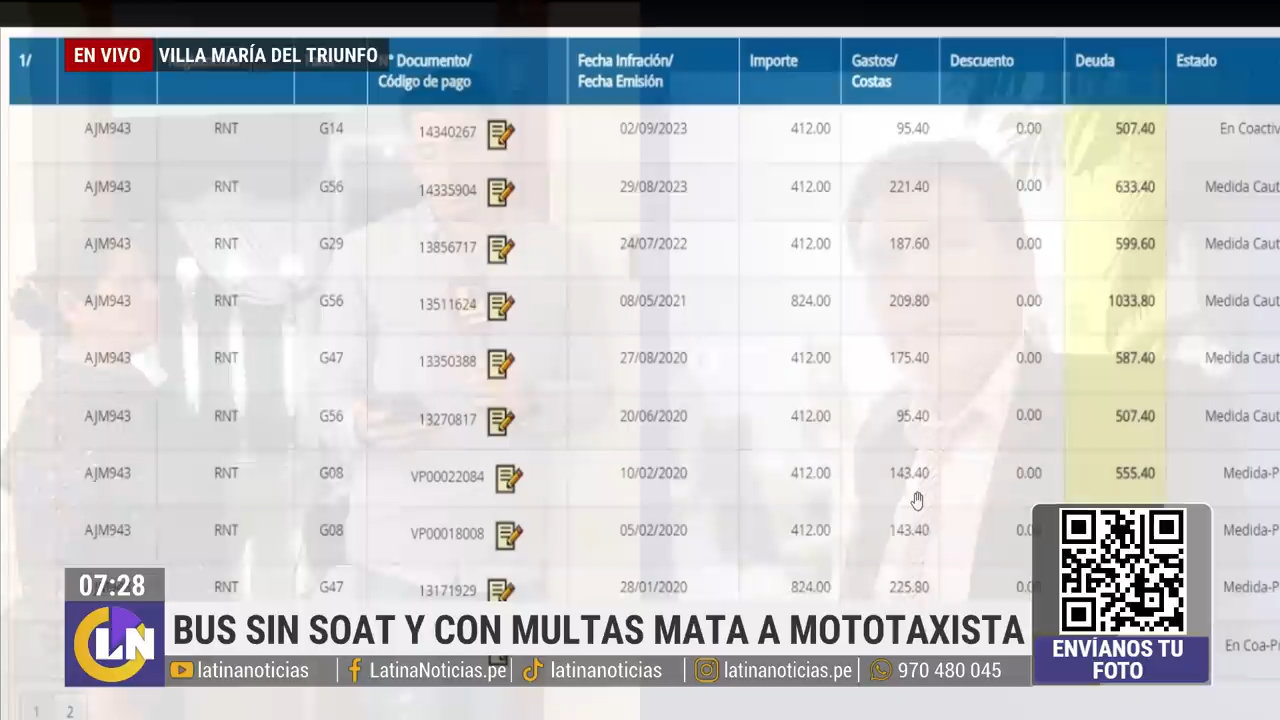 EN VIVO VILLA MARÍA DEL TRIUNFO
1/ N° Documento/ Código de pago Fecha Infracción/ Fecha Emisión Importe Gastos/ Costas Descuento Deuda Estado
AJM943 RNT G14 14340267 02/09/2023 412.00 95.40 0.00 507.40 En Coactiv
AJM943 RNT G56 14335904 29/08/2023 412.00 221.40 0.00 633.40 Medida Caut
AJM943 RNT G29 13856717 24/07/2022 412.00 187.60 0.00 599.60 Medida Caut
AJM943 RNT G56 13511624 08/05/2021 824.00 209.80 0.00 1033.80 Medida Caut
AJM943 RNT G47 13350388 27/08/2020 412.00 175.40 0.00 587.40 Medida Caut
AJM943 RNT G56 13270817 20/06/2020 412.00 95.40 0.00 507.40 Medida Caut
AJM943 RNT G08 VP00022084 10/02/2020 412.00 143.40 0.00 555.40 Medida-P
AJM943 RNT G08 VP00018008 05/02/2020 412.00 143.40 Medida-P
RNT G47 13171929 28/01/2020 824.00 225.80 Medida-P
En Coa-P
07:28
LN
BUS SIN SOAT Y CON MULTAS MATA A MOTOTAXISTA
latinanoticias LatinaNoticias.pe latinanoticias latinanoticias.pe 970 480 045
ENVÍANOS TU
FOTO
1 2